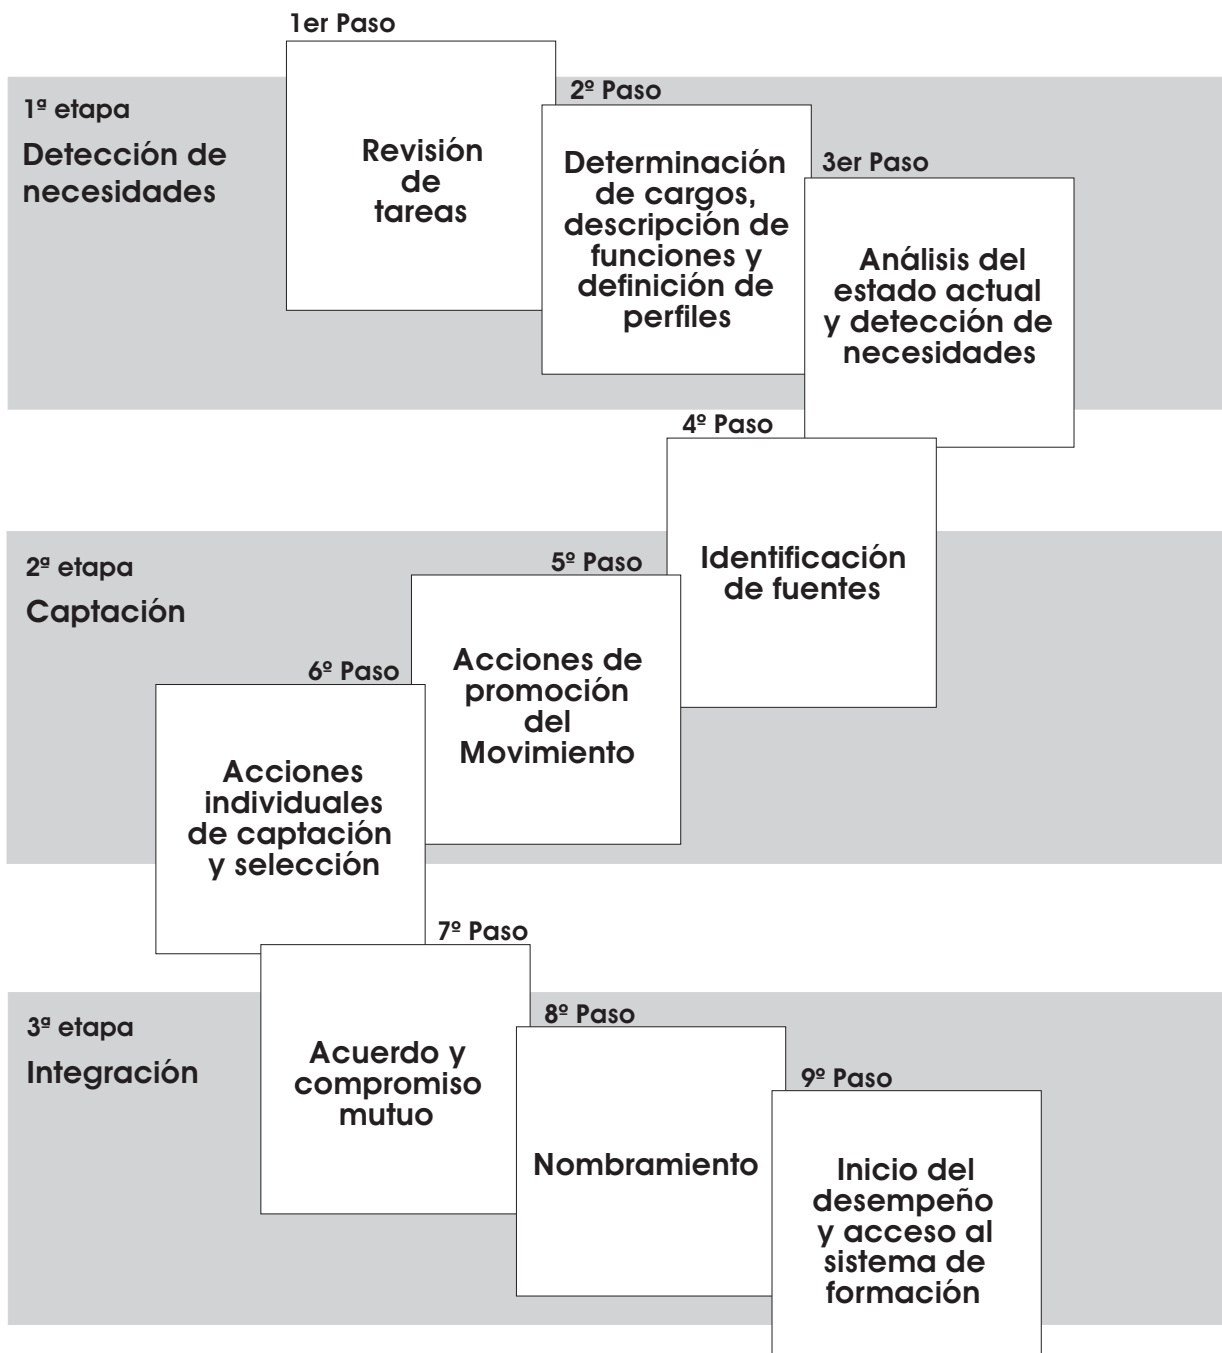 1er Paso
1ª etapa
Detección de
necesidades
Revisión
de
tareas
2º Paso
Determinación
de cargos,
descripción de
funciones y
definición de
perfiles
3er Paso
Análisis del
estado actual
y detección de
necesidades
4º Paso
Identificación
de fuentes
2ª etapa
Captación
5º Paso
Acciones de
promoción
del
Movimiento
6º Paso
Acciones
individuales
de captación
y selección
7º Paso
3ª etapa
Integración
Acuerdo y
compromiso
mutuo
8º Paso
Nombramiento
9º Paso
Inicio del
desempeño
y acceso al
sistema de
formación